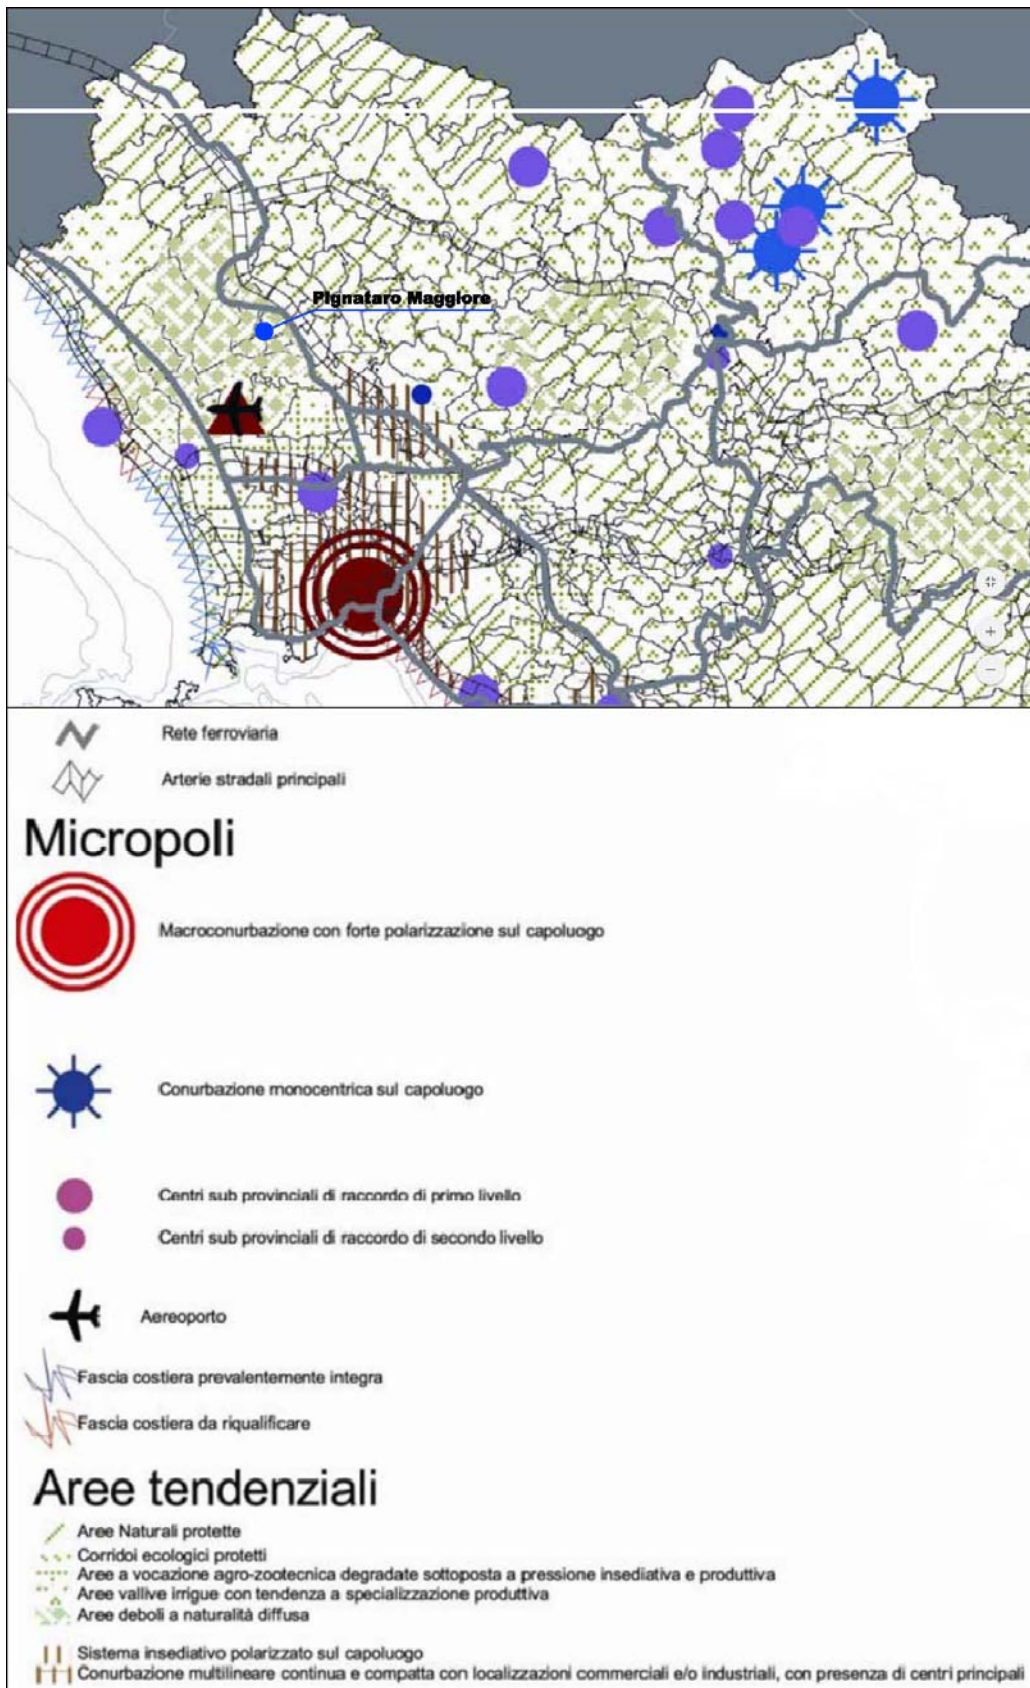 Pignataro Maggiore
Rete ferroviaria
Arterie stradali principali
Micropoli
Macroconurbazione con forte polarizzazione sul capoluogo
Conurbazione monocentrica sul capoluogo
Centri sub provinciali di raccordo di primo livello
Centri sub provinciali di raccordo di secondo livello
Aereoporto
Fascia costiera prevalentemente integra
Fascia costiera da riqualificare
Aree tendenziali
Aree Naturali protette
Corridoi ecologici protetti
Aree a vocazione agro-zootecnica degradate sottoposta a pressione insediativa e produttiva
Aree vallive irrigue con tendenza a specializzazione produttiva
Aree deboli a naturalità diffusa
Sistema insediativo polarizzato sul capoluogo
Conurbazione multilineare continua e compatta con localizzazioni commerciali e/o industriali, con presenza di centri principali